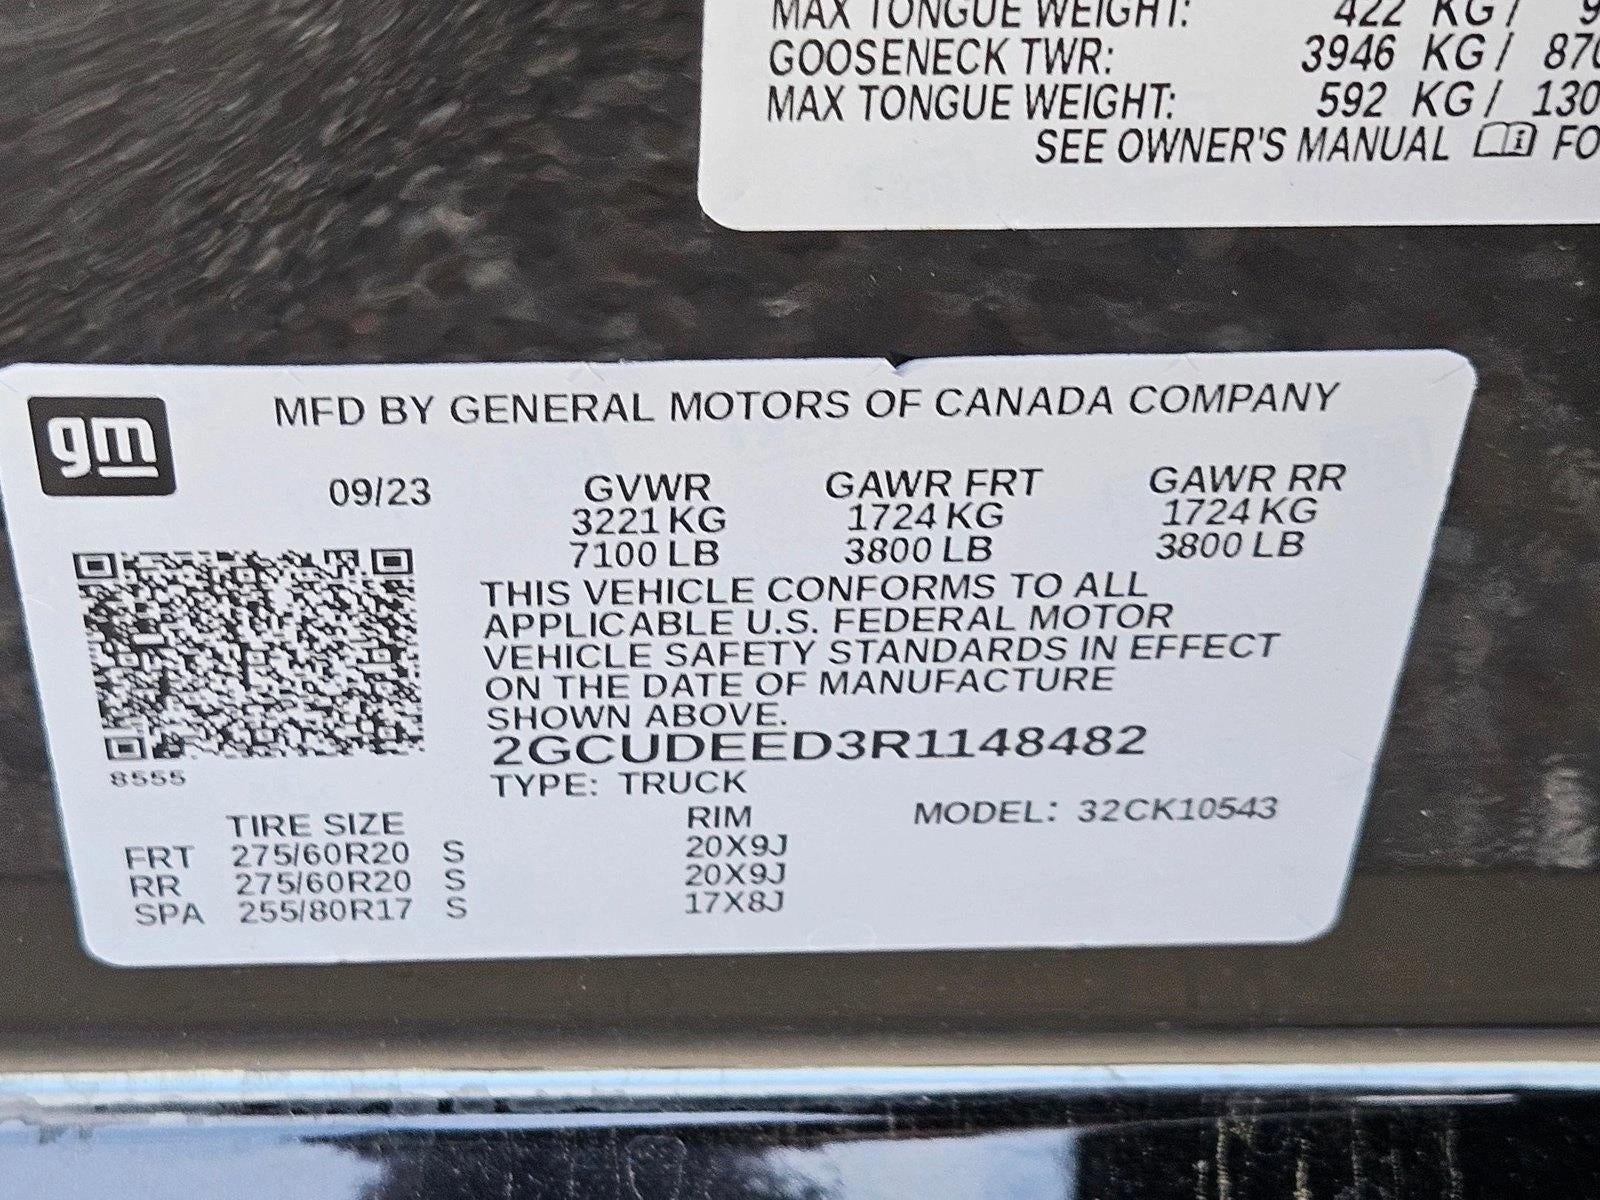 MAX TONGUE WEIGHT: 422 KG/ 9
GOOSENECK TWR: 3946 KG/ 870
MAX TONGUE WEIGHT: 592 KG/ 130
SEE OWNER'S MANUAL FO
gm
MFD BY GENERAL MOTORS OF CANADA COMPANY
09/23 GVWR GAWR FRT GAWR RR
3221 KG 1724 KG 1724 KG
7100 LB 3800 LB 3800 LB
THIS VEHICLE CONFORMS TO ALL
APPLICABLE U.S. FEDERAL MOTOR
VEHICLE SAFETY STANDARDS IN EFFECT
ON THE DATE OF MANUFACTURE
SHOWN ABOVE.
2GCUDEED3R1148482
8555
TYPE: TRUCK
TIRE SIZE RIM MODEL: 32CK10543
FRT 275/60R20 S 20X9J
RR 275/60R20 S 20X9J
SPA 255/80R17 S 17X8J